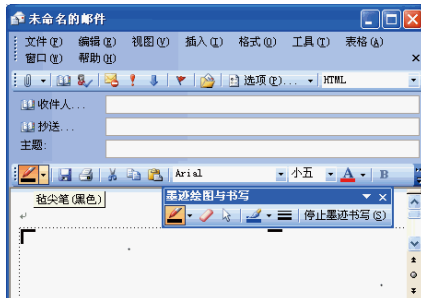 未命名的邮件
文件(F) 编辑(E) 视图(V) 插入(I) 格式(O) 工具(T) 表格(A)
窗口(W) 帮助(H)
选项(P)... HTML
收件人...
抄送...
主题:
Arial 小五 A B
毡尖笔(黑色)
墨迹绘图与书写
停止墨迹书写(S)